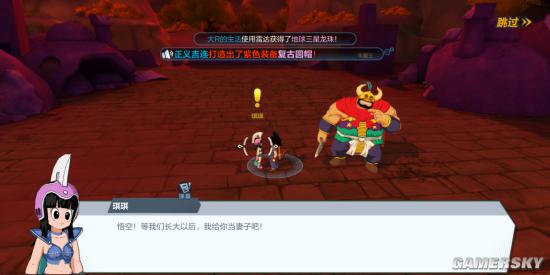 跳过
大R的生活使用雷达获得了地球三星龙珠！
正义吉连打造出了紫色装备复古圆帽！
牛魔王
琪琪
琪琪
悟空！等我们长大以后，我给你当妻子吧！
GAMERSKY